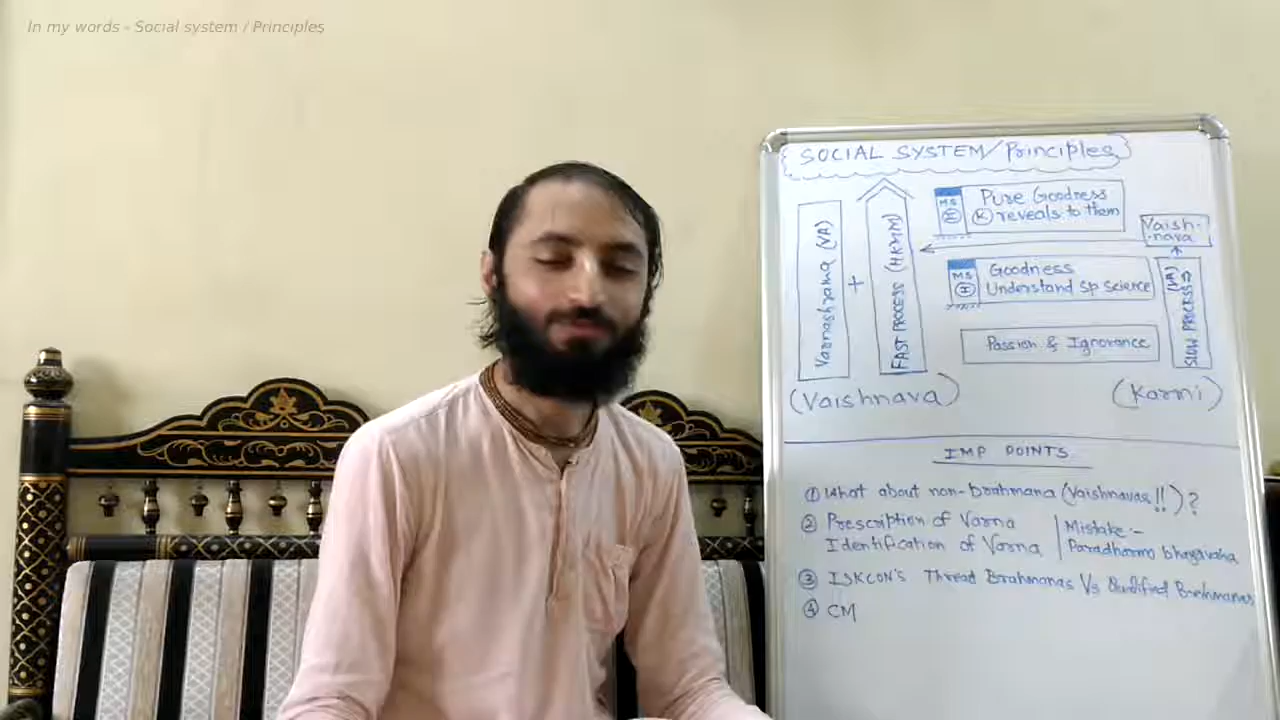 In my words - Social system / Principles
SOCIAL SYSTEM/Principles
Varnashrama (VA)
+
FAST PROCESS (HKMM)
MS
Pure Goodness
(K) reveals to them
Vaish-
-nava
MS
(I)
Goodness
Understand sp science
Passion & Ignorance
SLOW PROCESS ⇒
(VA)
(Vaishnava)
(Karmi)
IMP POINTS
① What about non-brahmana (Vaishnavas!!)?
② Prescription of Varna
Identification of Varna
Mistake:-
Paradharmo bhayavaha
③ ISKCON's Thread Brahmanas Vs Qualified Brahmanas
④ CM